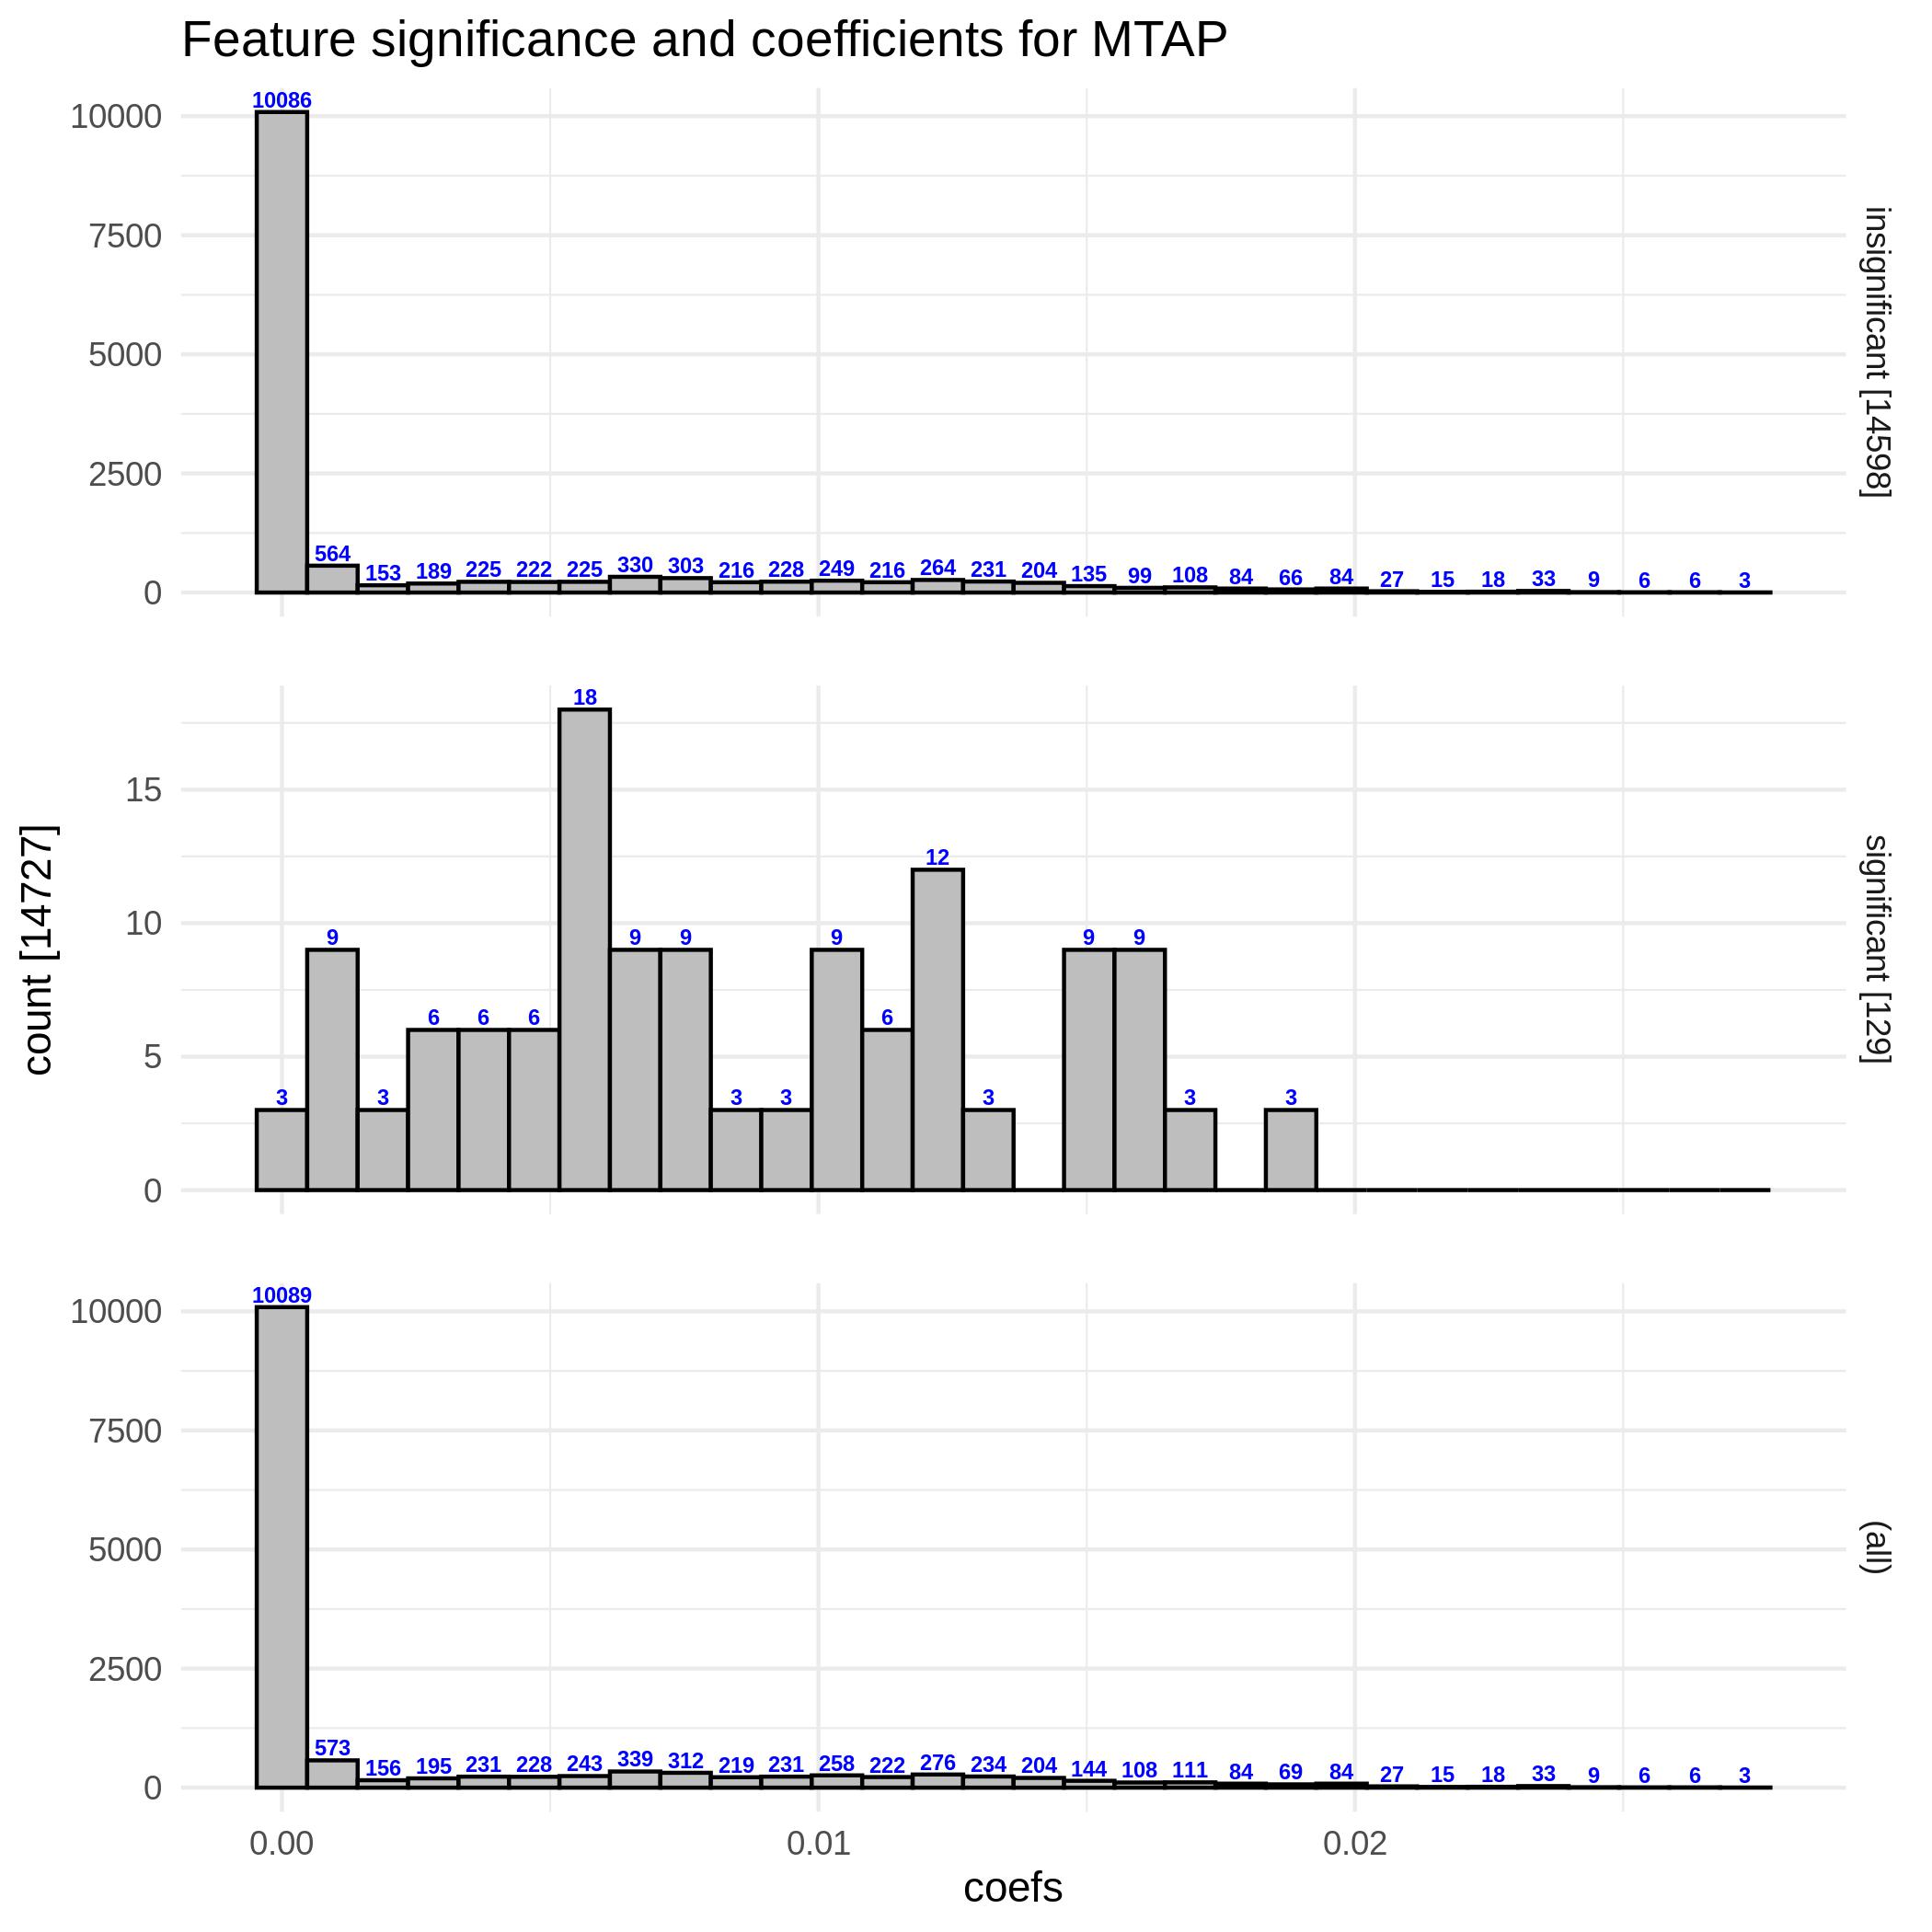 Feature significance and coefficients for MTAP
count [14727]
10000
7500
5000
2500
0
10086
564 153 189 225 222 225 330 303 216 228 249 216 264 231 204 135 99 108 84 66 84 27 15 18 33 9 6 6 3
insignificant [14598]
15
10
5
0
3 9 3 6 6 6 18 9 9 3 3 9 6 12 3 9 9 3 3
significant [129]
10000
7500
5000
2500
0
10089
573 156 195 231 228 243 339 312 219 231 258 222 276 234 204 144 108 111 84 69 84 27 15 18 33 9 6 6 3
(all)
0.00 0.01 0.02
coefs